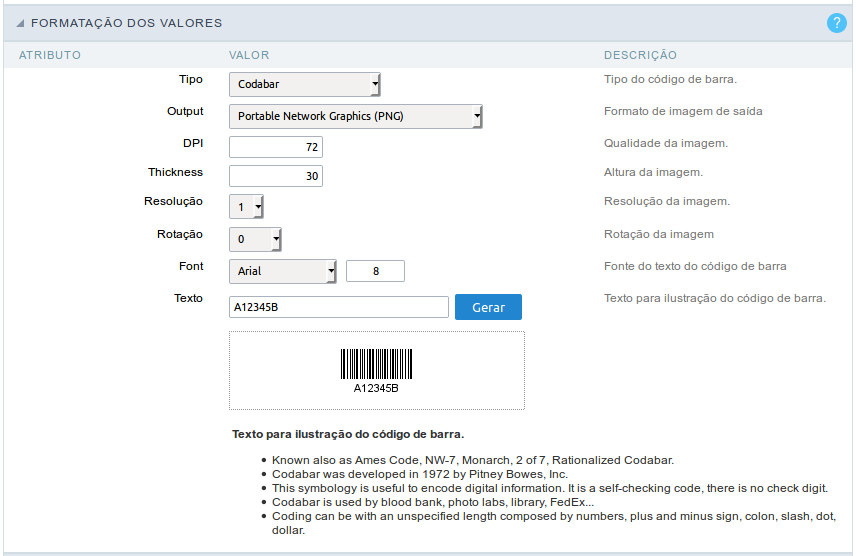 FORMATAÇÃO DOS VALORES ?
ATRIBUTO VALOR DESCRIÇÃO
Tipo Codabar Tipo do código de barra.
Output Portable Network Graphics (PNG) Formato de imagem de saída
DPI 72 Qualidade da imagem.
Thickness 30 Altura da imagem.
Resolução 1 Resolução da imagem.
Rotação 0 Rotação da imagem
Font Arial 8 Fonte do texto do código de barra
Texto A12345B Gerar Texto para ilustração do código de barra.
A12345B
Texto para ilustração do código de barra.
• Known also as Ames Code, NW-7, Monarch, 2 of 7, Rationalized Codabar.
• Codabar was developed in 1972 by Pitney Bowes, Inc.
• This symbology is useful to encode digital information. It is a self-checking code, there is no check digit.
• Codabar is used by blood bank, photo labs, library, FedEx...
• Coding can be with an unspecified length composed by numbers, plus and minus sign, colon, slash, dot,
dollar.